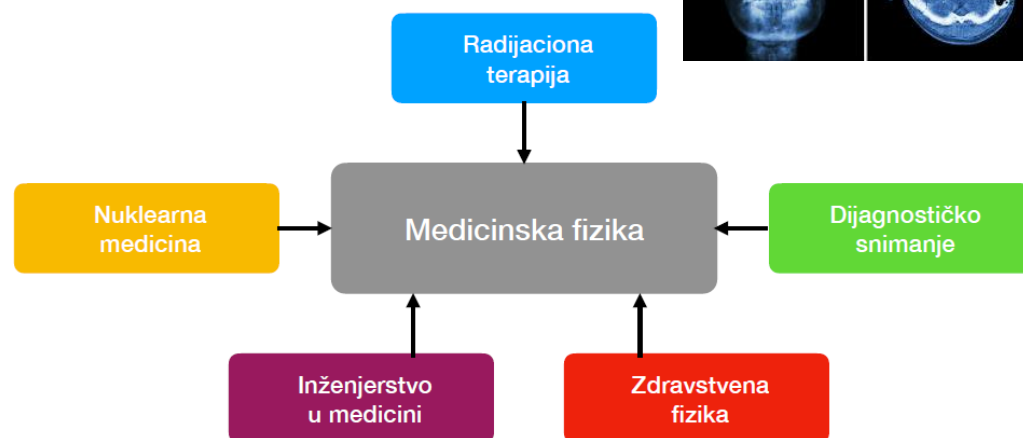 Radijaciona
terapija
Nuklearna
medicina
Medicinska fizika
Dijagnostičko
snimanje
Inženjerstvo
u medicini
Zdravstvena
fizika